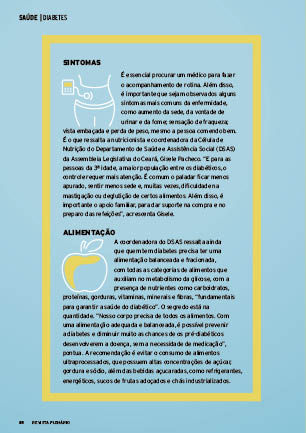 SAÚDE | DIABETES
SINTOMAS
É essencial procurar um médico para fazer
o acompanhamento de rotina. Além disso,
é importante que sejam observados alguns
sintomas mais comuns da enfermidade,
como aumento da sede, da vontade de
urinar e da fome; sensação de fraqueza;
vista embaçada e perda de peso, mesmo a pessoa comendo bem.
É o que ressalta a nutricionista e coordenadora da Célula de
Nutrição do Departamento de Saúde e Assistência Social (DSAS)
da Assembleia Legislativa do Ceará, Gisele Pacheco. "E para as
pessoas da 3ª idade, a maior população entre os diabéticos, o
controle requer mais atenção. É comum o paladar ficar menos
apurado, sentir menos sede e, muitas vezes, dificuldade na
mastigação ou deglutição de certos alimentos. Além disso, é
importante o apoio familiar, para dar suporte na compra e no
preparo das refeições", acrescenta Gisele.
ALIMENTAÇÃO
A coordenadora do DSAS ressalta ainda
que quem tem diabetes precisa ter uma
alimentação balanceada e fracionada,
com todas as categorias de alimentos que
auxiliam no metabolismo da glicose, com a
presença de nutrientes como carboidratos,
proteínas, gorduras, vitaminas, minerais e fibras, "fundamentais
para garantir a saúde do diabético". O segredo está na
quantidade. "Nosso corpo precisa de todos os alimentos. Com
uma alimentação adequada e balanceada, é possível prevenir
a diabetes e diminuir muito as chances de os pré-diabéticos
desenvolverem a doença, sem a necessidade de medicação",
pontua. A recomendação é evitar o consumo de alimentos
ultraprocessados, que possuem altas concentrações de açúcar,
gordura e sódio, além das bebidas açucaradas, como refrigerantes,
energéticos, sucos de frutas adoçados e chás industrializados.
REVISTA PLENÁRIO